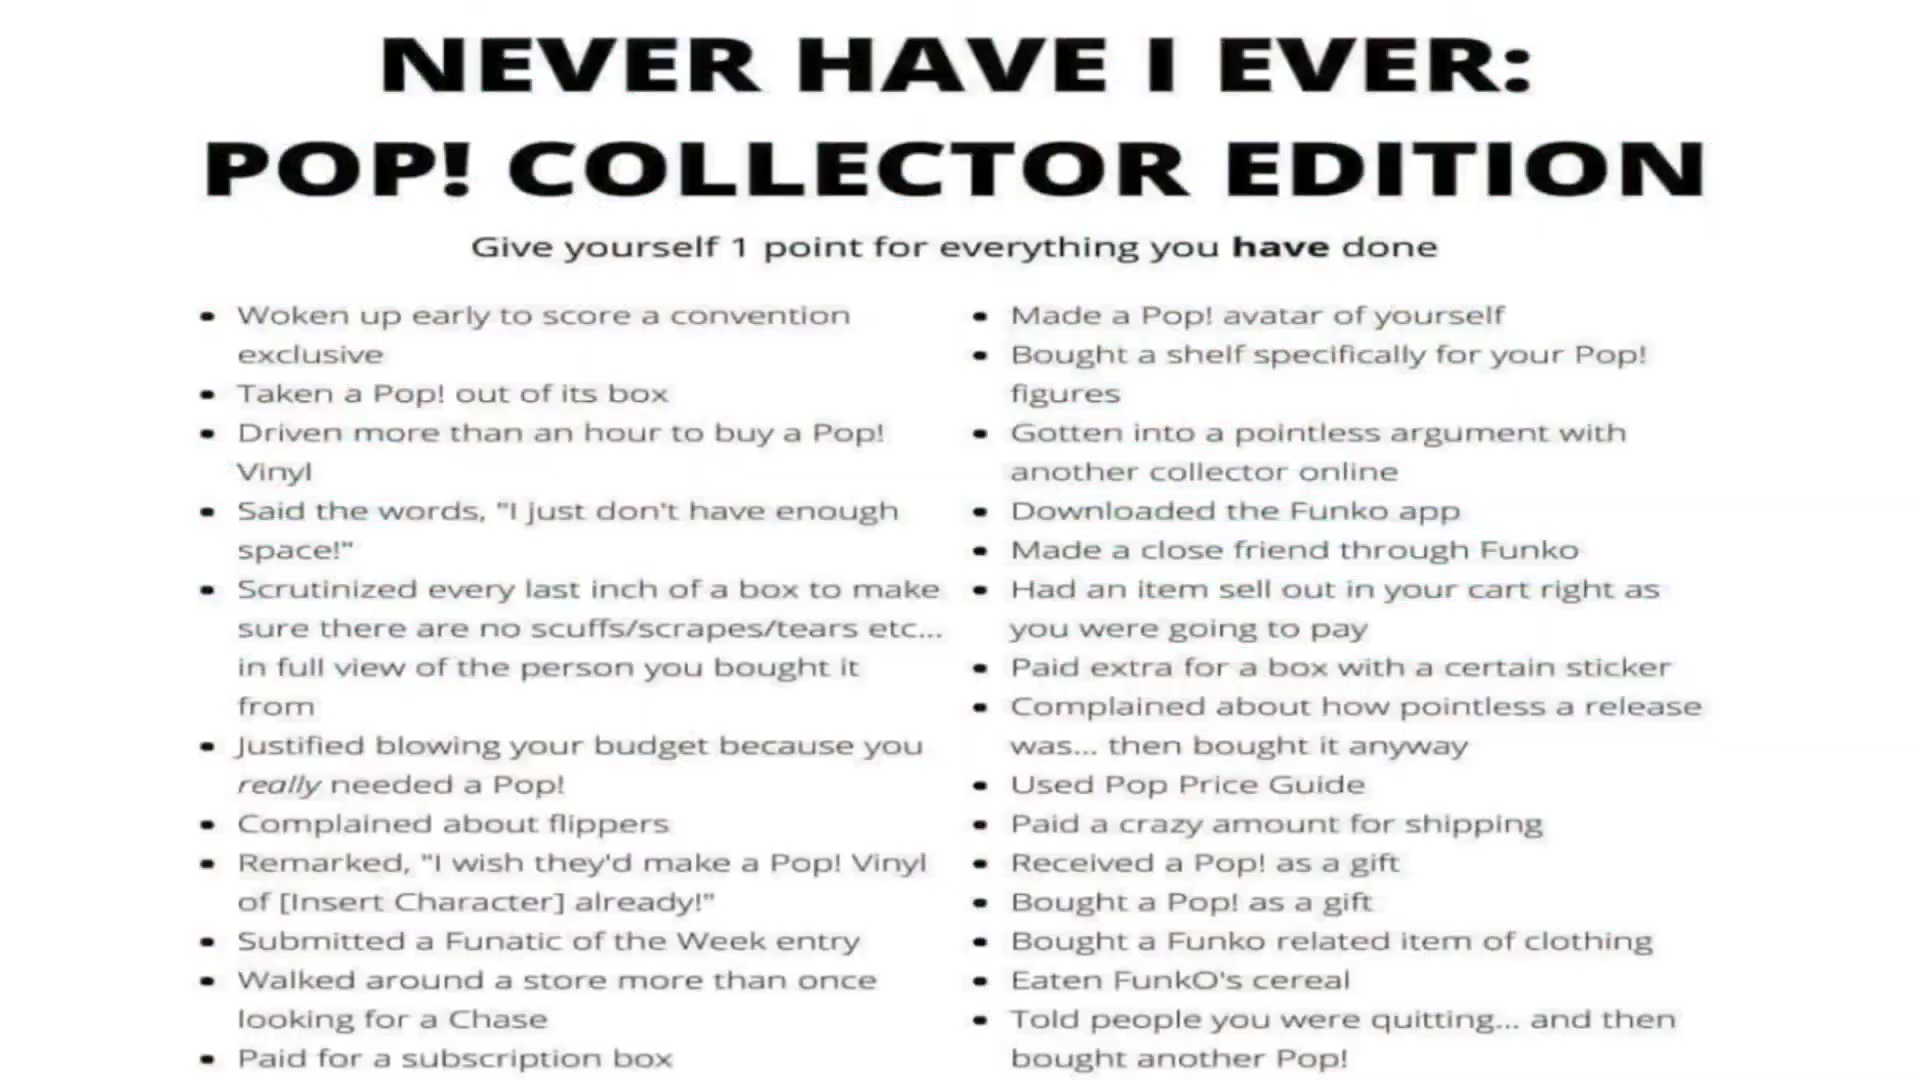 NEVER HAVE I EVER:
POP! COLLECTOR EDITION
Give yourself 1 point for everything you have done
• Woken up early to score a convention
exclusive
• Taken a Pop! out of its box
• Driven more than an hour to buy a Pop!
Vinyl
• Said the words, "I just don't have enough
space!"
• Scrutinized every last inch of a box to make
sure there are no scuffs/scrapes/tears etc...
in full view of the person you bought it
from
• Justified blowing your budget because you
really needed a Pop!
• Complained about flippers
• Remarked, "I wish they'd make a Pop! Vinyl
of [Insert Character] already!"
• Submitted a Funatic of the Week entry
• Walked around a store more than once
looking for a Chase
• Paid for a subscription box
• Made a Pop! avatar of yourself
• Bought a shelf specifically for your Pop!
figures
• Gotten into a pointless argument with
another collector online
• Downloaded the Funko app
• Made a close friend through Funko
• Had an item sell out in your cart right as
you were going to pay
• Paid extra for a box with a certain sticker
• Complained about how pointless a release
was... then bought it anyway
• Used Pop Price Guide
• Paid a crazy amount for shipping
• Received a Pop! as a gift
• Bought a Pop! as a gift
• Bought a Funko related item of clothing
• Eaten FunkO's cereal
• Told people you were quitting... and then
bought another Pop!